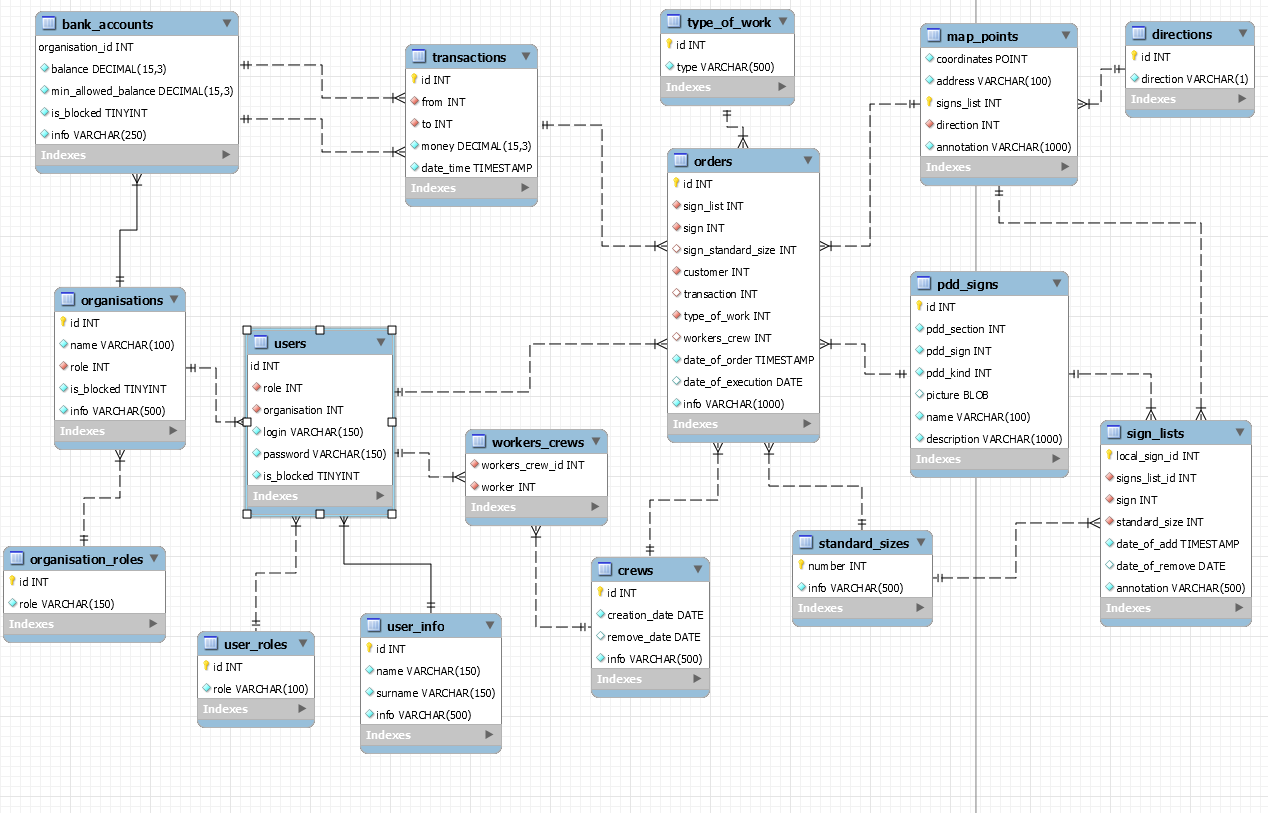 bank_accounts
organisation_id INT
balance DECIMAL(15,3)
min_allowed_balance DECIMAL(15,3)
is_blocked TINYINT
info VARCHAR(250)
Indexes
transactions
id INT
from INT
to INT
money DECIMAL(15,3)
date_time TIMESTAMP
Indexes
type_of_work
id INT
type VARCHAR(500)
Indexes
map_points
coordinates POINT
address VARCHAR(100)
signs_list INT
direction INT
annotation VARCHAR(1000)
Indexes
directions
id INT
direction VARCHAR(1)
Indexes
orders
id INT
sign_list INT
sign INT
sign_standard_size INT
customer INT
transaction INT
type_of_work INT
workers_crew INT
date_of_order TIMESTAMP
date_of_execution DATE
info VARCHAR(1000)
Indexes
pdd_signs
id INT
pdd_section INT
pdd_sign INT
pdd_kind INT
picture BLOB
name VARCHAR(100)
description VARCHAR(1000)
Indexes
organisations
id INT
name VARCHAR(100)
role INT
is_blocked TINYINT
info VARCHAR(500)
Indexes
users
id INT
role INT
organisation INT
login VARCHAR(150)
password VARCHAR(150)
is_blocked TINYINT
Indexes
workers_crews
workers_crew_id INT
worker INT
Indexes
sign_lists
local_sign_id INT
signs_list_id INT
sign INT
standard_size INT
date_of_add TIMESTAMP
date_of_remove DATE
annotation VARCHAR(500)
Indexes
organisation_roles
id INT
role VARCHAR(150)
Indexes
user_roles
id INT
role VARCHAR(100)
Indexes
user_info
id INT
name VARCHAR(150)
surname VARCHAR(150)
info VARCHAR(500)
Indexes
crews
id INT
creation_date DATE
remove_date DATE
info VARCHAR(500)
Indexes
standard_sizes
number INT
info VARCHAR(500)
Indexes